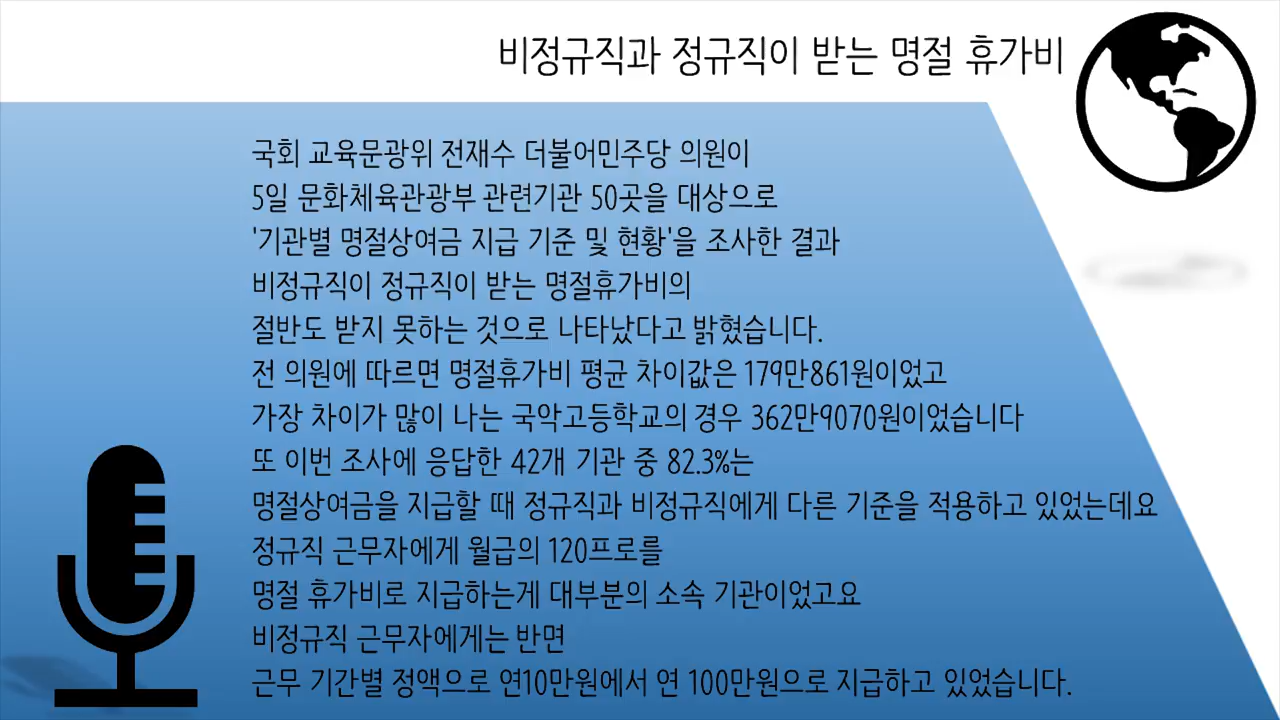 비정규직과 정규직이 받는 명절 휴가비
국회 교육문광위 전재수 더불어민주당 의원이
5일 문화체육관광부 관련기관 50곳을 대상으로
'기관별 명절상여금 지급 기준 및 현황'을 조사한 결과
비정규직이 정규직이 받는 명절휴가비의
절반도 받지 못하는 것으로 나타났다고 밝혔습니다.
전 의원에 따르면 명절휴가비 평균 차이값은 179만861원이었고
가장 차이가 많이 나는 국악고등학교의 경우 362만9070원이었습니다
또 이번 조사에 응답한 42개 기관 중 82.3%는
명절상여금을 지급할 때 정규직과 비정규직에게 다른 기준을 적용하고 있었는데요
정규직 근무자에게 월급의 120프로를
명절 휴가비로 지급하는게 대부분의 소속 기관이었고요
비정규직 근무자에게는 반면
근무 기간별 정액으로 연10만원에서 연 100만원으로 지급하고 있었습니다.